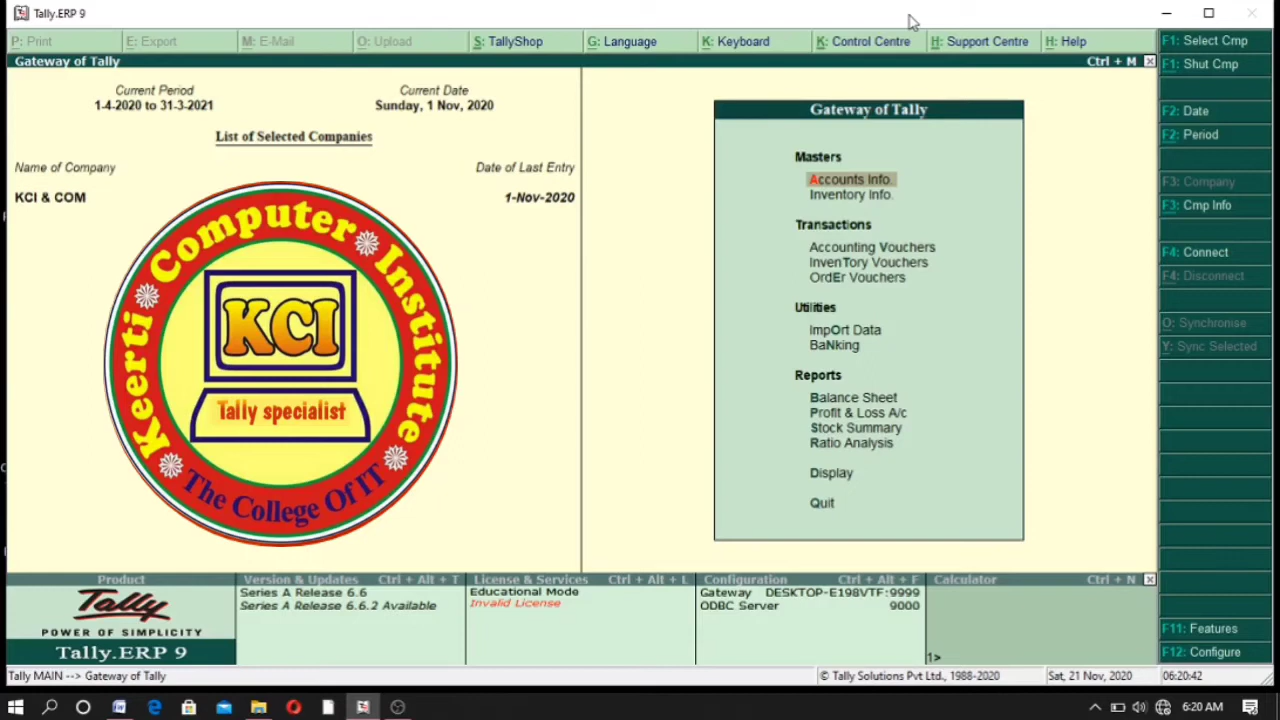 Tally.ERP 9
P: Print E: Export M: E-Mail O: Upload S: TallyShop G: Language K: Keyboard K: Control Centre H: Support Centre H: Help
Gateway of Tally Ctrl + M
Current Period Current Date
1-4-2020 to 31-3-2021 Sunday, 1 Nov, 2020
List of Selected Companies
Name of Company Date of Last Entry
KCI & COM 1-Nov-2020
Keerti Computer Institute
KCI
Tally specialist
The College Of IT
Gateway of Tally
Masters
Accounts Info.
Inventory Info.
Transactions
Accounting Vouchers
InvenTory Vouchers
OrdEr Vouchers
Utilities
ImpOrt Data
BaNking
Reports
Balance Sheet
Profit & Loss A/c
Stock Summary
Ratio Analysis
Display
Quit
F1: Select Cmp
F1: Shut Cmp
F2: Date
F2: Period
F3: Company
F3: Cmp Info
F4: Connect
F4: Disconnect
O: Synchronise
Y: Sync Selected
F11: Features
F12: Configure
Product
Tally
POWER OF SIMPLICITY
Tally.ERP 9
Version & Updates Ctrl + Alt + T
Series A Release 6.6
Series A Release 6.6.2 Available
License & Services Ctrl + Alt + L
Educational Mode
Invalid License
Configuration Ctrl + Alt + F
Gateway DESKTOP-E198VTF:9999
ODBC Server 9000
Calculator Ctrl + N
1>
Tally MAIN --> Gateway of Tally © Tally Solutions Pvt Ltd., 1988-2020 Sat, 21 Nov, 2020 06:20:42
6:20 AM